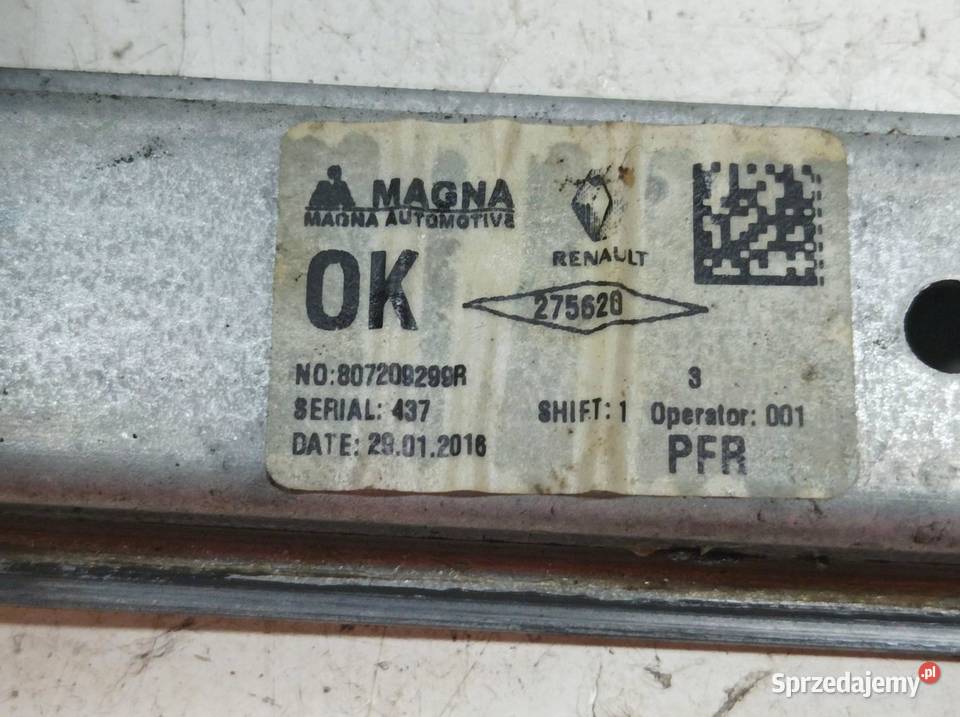 MAGNA
MAGNA AUTOMOTIVE
RENAULT
OK
275620
NO:807209299R
3
SERIAL: 437
SHIFT: 1
Operator: 001
DATE: 29.01.2016
PFR
Sprzedajemy.pl